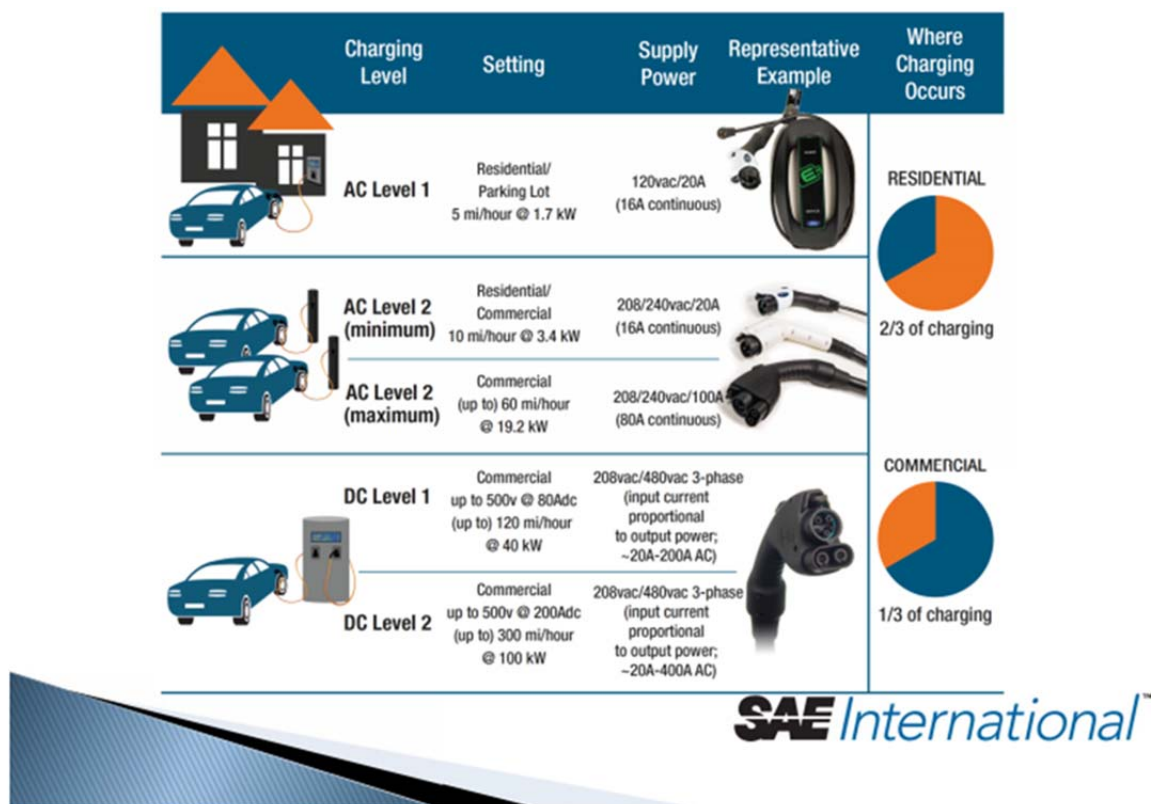 Charging
Level
Setting
Supply
Power
Representative
Example
Where
Charging
Occurs
AC Level 1
Residential/
Parking Lot
5 mi/hour @ 1.7 kW
120vac/20A
(16A continuous)
RESIDENTIAL
2/3 of charging
AC Level 2
(minimum)
Residential/
Commercial
10 mi/hour @ 3.4 kW
208/240vac/20A
(16A continuous)
AC Level 2
(maximum)
Commercial
(up to) 60 mi/hour
@ 19.2 kW
208/240vac/100A
(80A continuous)
DC Level 1
Commercial
up to 500v @ 80Adc
(up to) 120 mi/hour
@ 40 kW
208vac/480vac 3-phase
(input current
proportional
to output power;
~20A-200A AC)
COMMERCIAL
1/3 of charging
DC Level 2
Commercial
up to 500v @ 200Adc
(up to) 300 mi/hour
@ 100 kW
208vac/480vac 3-phase
(input current
proportional
to output power;
~20A-400A AC)
SAE International™